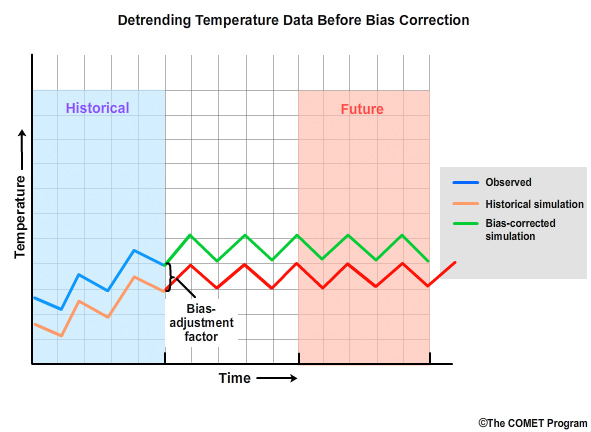 Detrending Temperature Data Before Bias Correction
Historical
Future
Temperature
Observed
Historical simulation
Bias-corrected
simulation
Bias-
adjustment
factor
Time
©The COMET Program